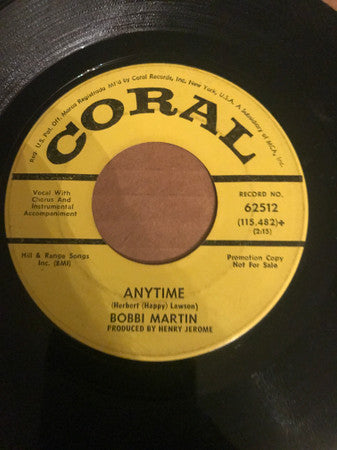 REG. U.S. Pat. Off. Marca Registrada Mf'd by Coral Records, Inc. New York, U.S.A. A Subsidiary of MCA, Inc.
CORAL
Vocal With
Chorus And
Instrumental
Accompaniment
RECORD NO.
62512
(115,482)+
(2:15)
Hill & Range Songs
Inc. (BMI)
Promotion Copy
Not For Sale
ANYTIME
(Herbert (Happy) Lawson)
BOBBI MARTIN
PRODUCED BY HENRY JEROME